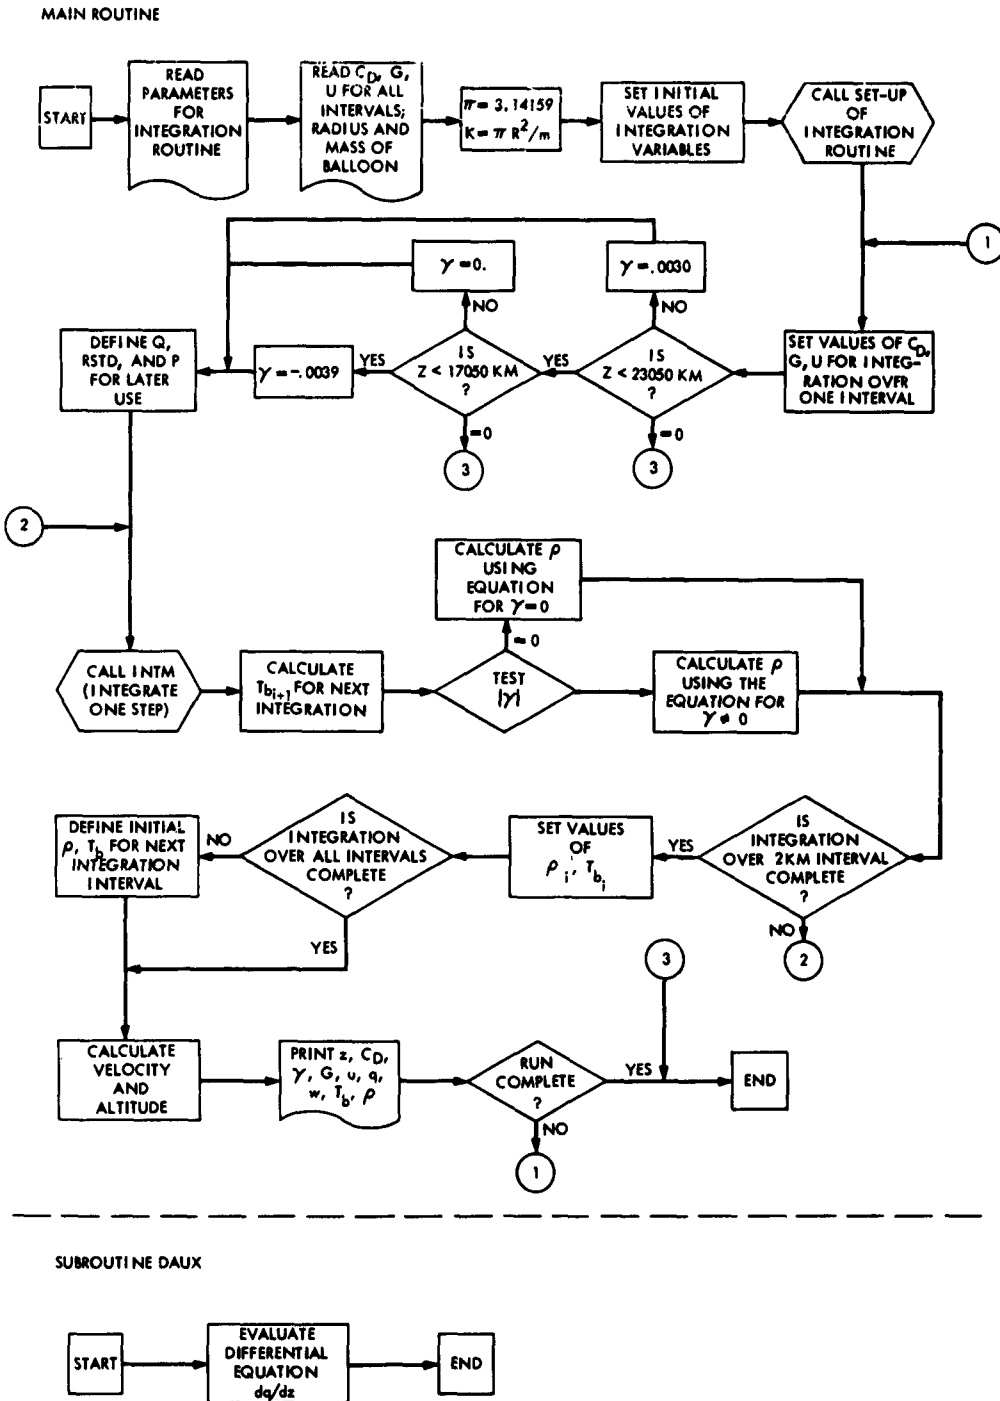 MAIN ROUTINE
START
READ
PARAMETERS
FOR
INTEGRATION
ROUTINE
READ C_D, G,
U FOR ALL
INTERVALS;
RADIUS AND
MASS OF
BALLOON
π = 3.14159
K = π R²/m
SET INITIAL
VALUES OF
INTEGRATION
VARIABLES
CALL SET-UP
OF
INTEGRATION
ROUTINE
1
γ = 0.
γ = .0030
NO
NO
DEFINE Q,
RSTD, AND P
FOR LATER
USE
γ = -.0039
YES
IS
Z < 17050 KM
?
YES
IS
Z < 23050 KM
?
SET VALUES OF C_D,
G, U FOR INTEG-
RATION OVER
ONE INTERVAL
= 0
= 0
3
3
2
CALCULATE ρ
USING
EQUATION
FOR γ = 0
= 0
CALL INTM
(INTEGRATE
ONE STEP)
CALCULATE
T_{b_{i+1}} FOR NEXT
INTEGRATION
TEST
|γ|
CALCULATE ρ
USING THE
EQUATION FOR
γ ≠ 0
DEFINE INITIAL
ρ, T_b FOR NEXT
INTEGRATION
INTERVAL
NO
IS
INTEGRATION
OVER ALL INTERVALS
COMPLETE
?
SET VALUES
OF
ρ_i, T_{b_i}
YES
IS
INTEGRATION
OVER 2KM INTERVAL
COMPLETE
?
YES
NO
2
3
CALCULATE
VELOCITY
AND
ALTITUDE
PRINT z, C_D,
γ, G, u, q,
w, T_b, ρ
RUN
COMPLETE
?
YES
END
NO
1
SUBROUTINE DAUX
START
EVALUATE
DIFFERENTIAL
EQUATION
dq/dz
END